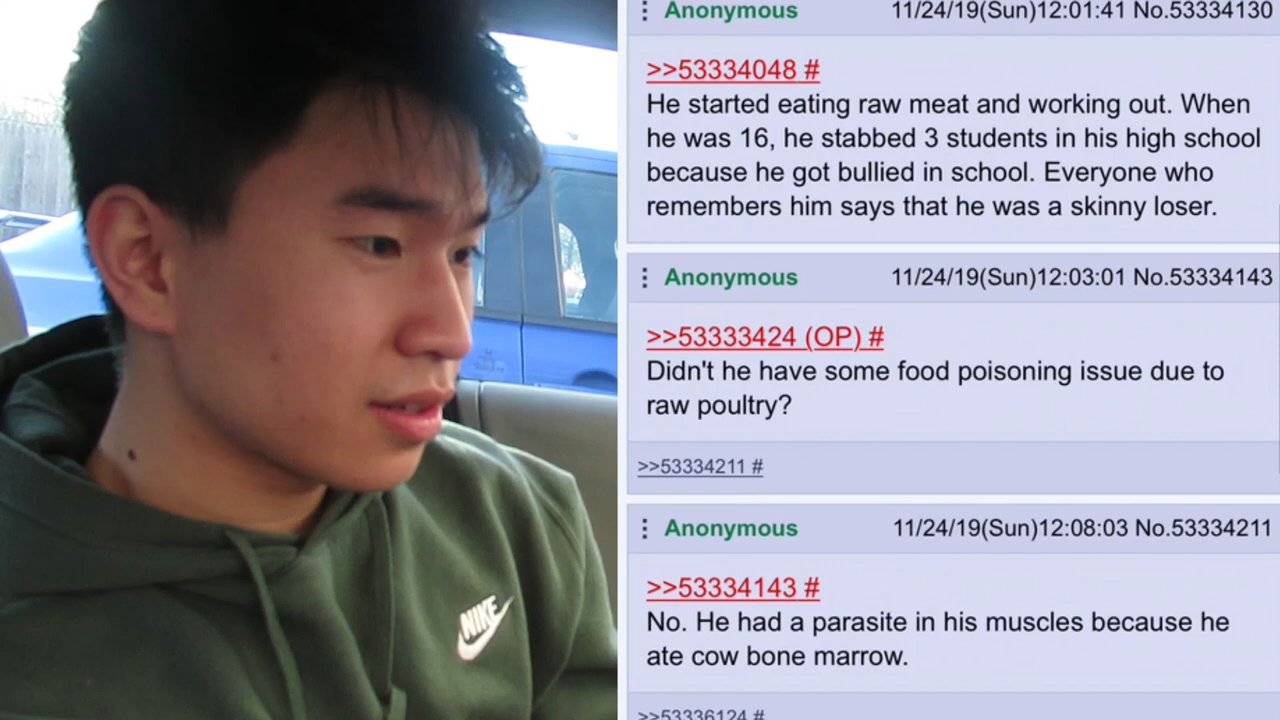 NIKE
Anonymous 11/24/19(Sun)12:01:41 No.53334130
>>53334048 #
He started eating raw meat and working out. When
he was 16, he stabbed 3 students in his high school
because he got bullied in school. Everyone who
remembers him says that he was a skinny loser.
Anonymous 11/24/19(Sun)12:03:01 No.53334143
>>53333424 (OP) #
Didn't he have some food poisoning issue due to
raw poultry?
>>53334211 #
Anonymous 11/24/19(Sun)12:08:03 No.53334211
>>53334143 #
No. He had a parasite in his muscles because he
ate cow bone marrow.
>>53336124 #